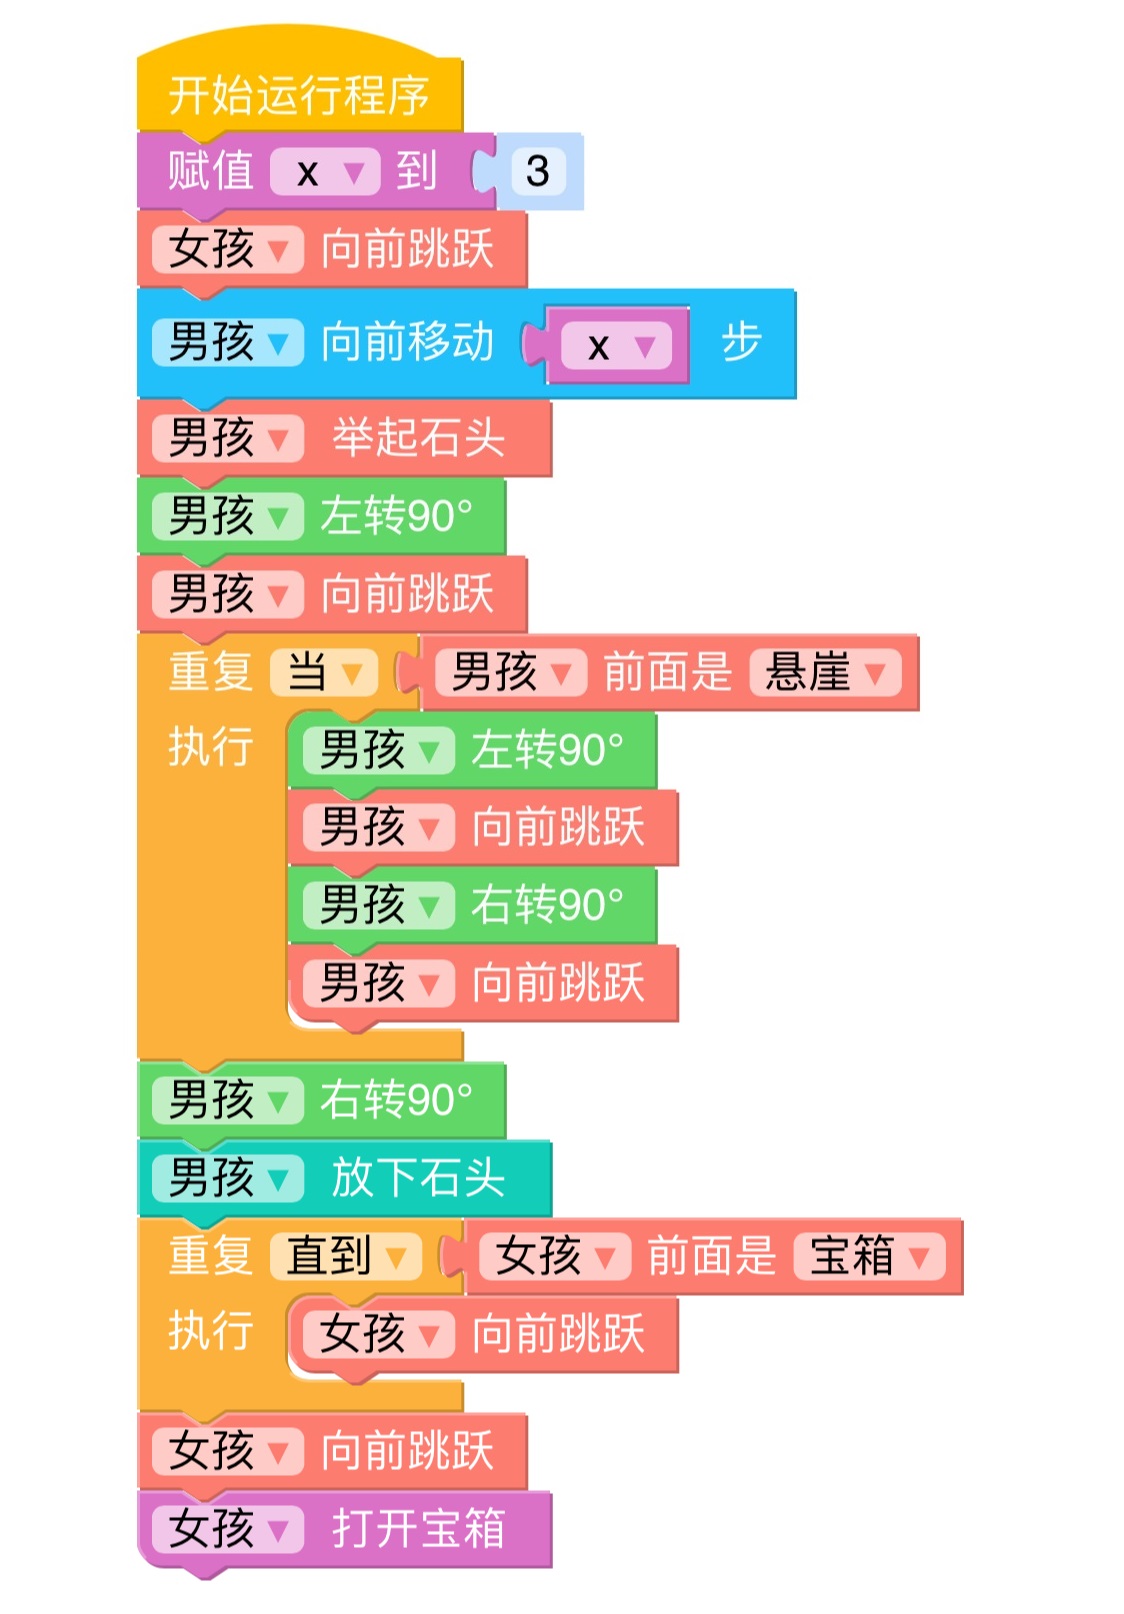 开始运行程序
赋值 x 到 3
女孩 向前跳跃
男孩 向前移动 x 步
男孩 举起石头
男孩 左转90°
男孩 向前跳跃
重复 当 男孩 前面是 悬崖
执行 男孩 左转90°
男孩 向前跳跃
男孩 右转90°
男孩 向前跳跃
男孩 右转90°
男孩 放下石头
重复 直到 女孩 前面是 宝箱
执行 女孩 向前跳跃
女孩 向前跳跃
女孩 打开宝箱